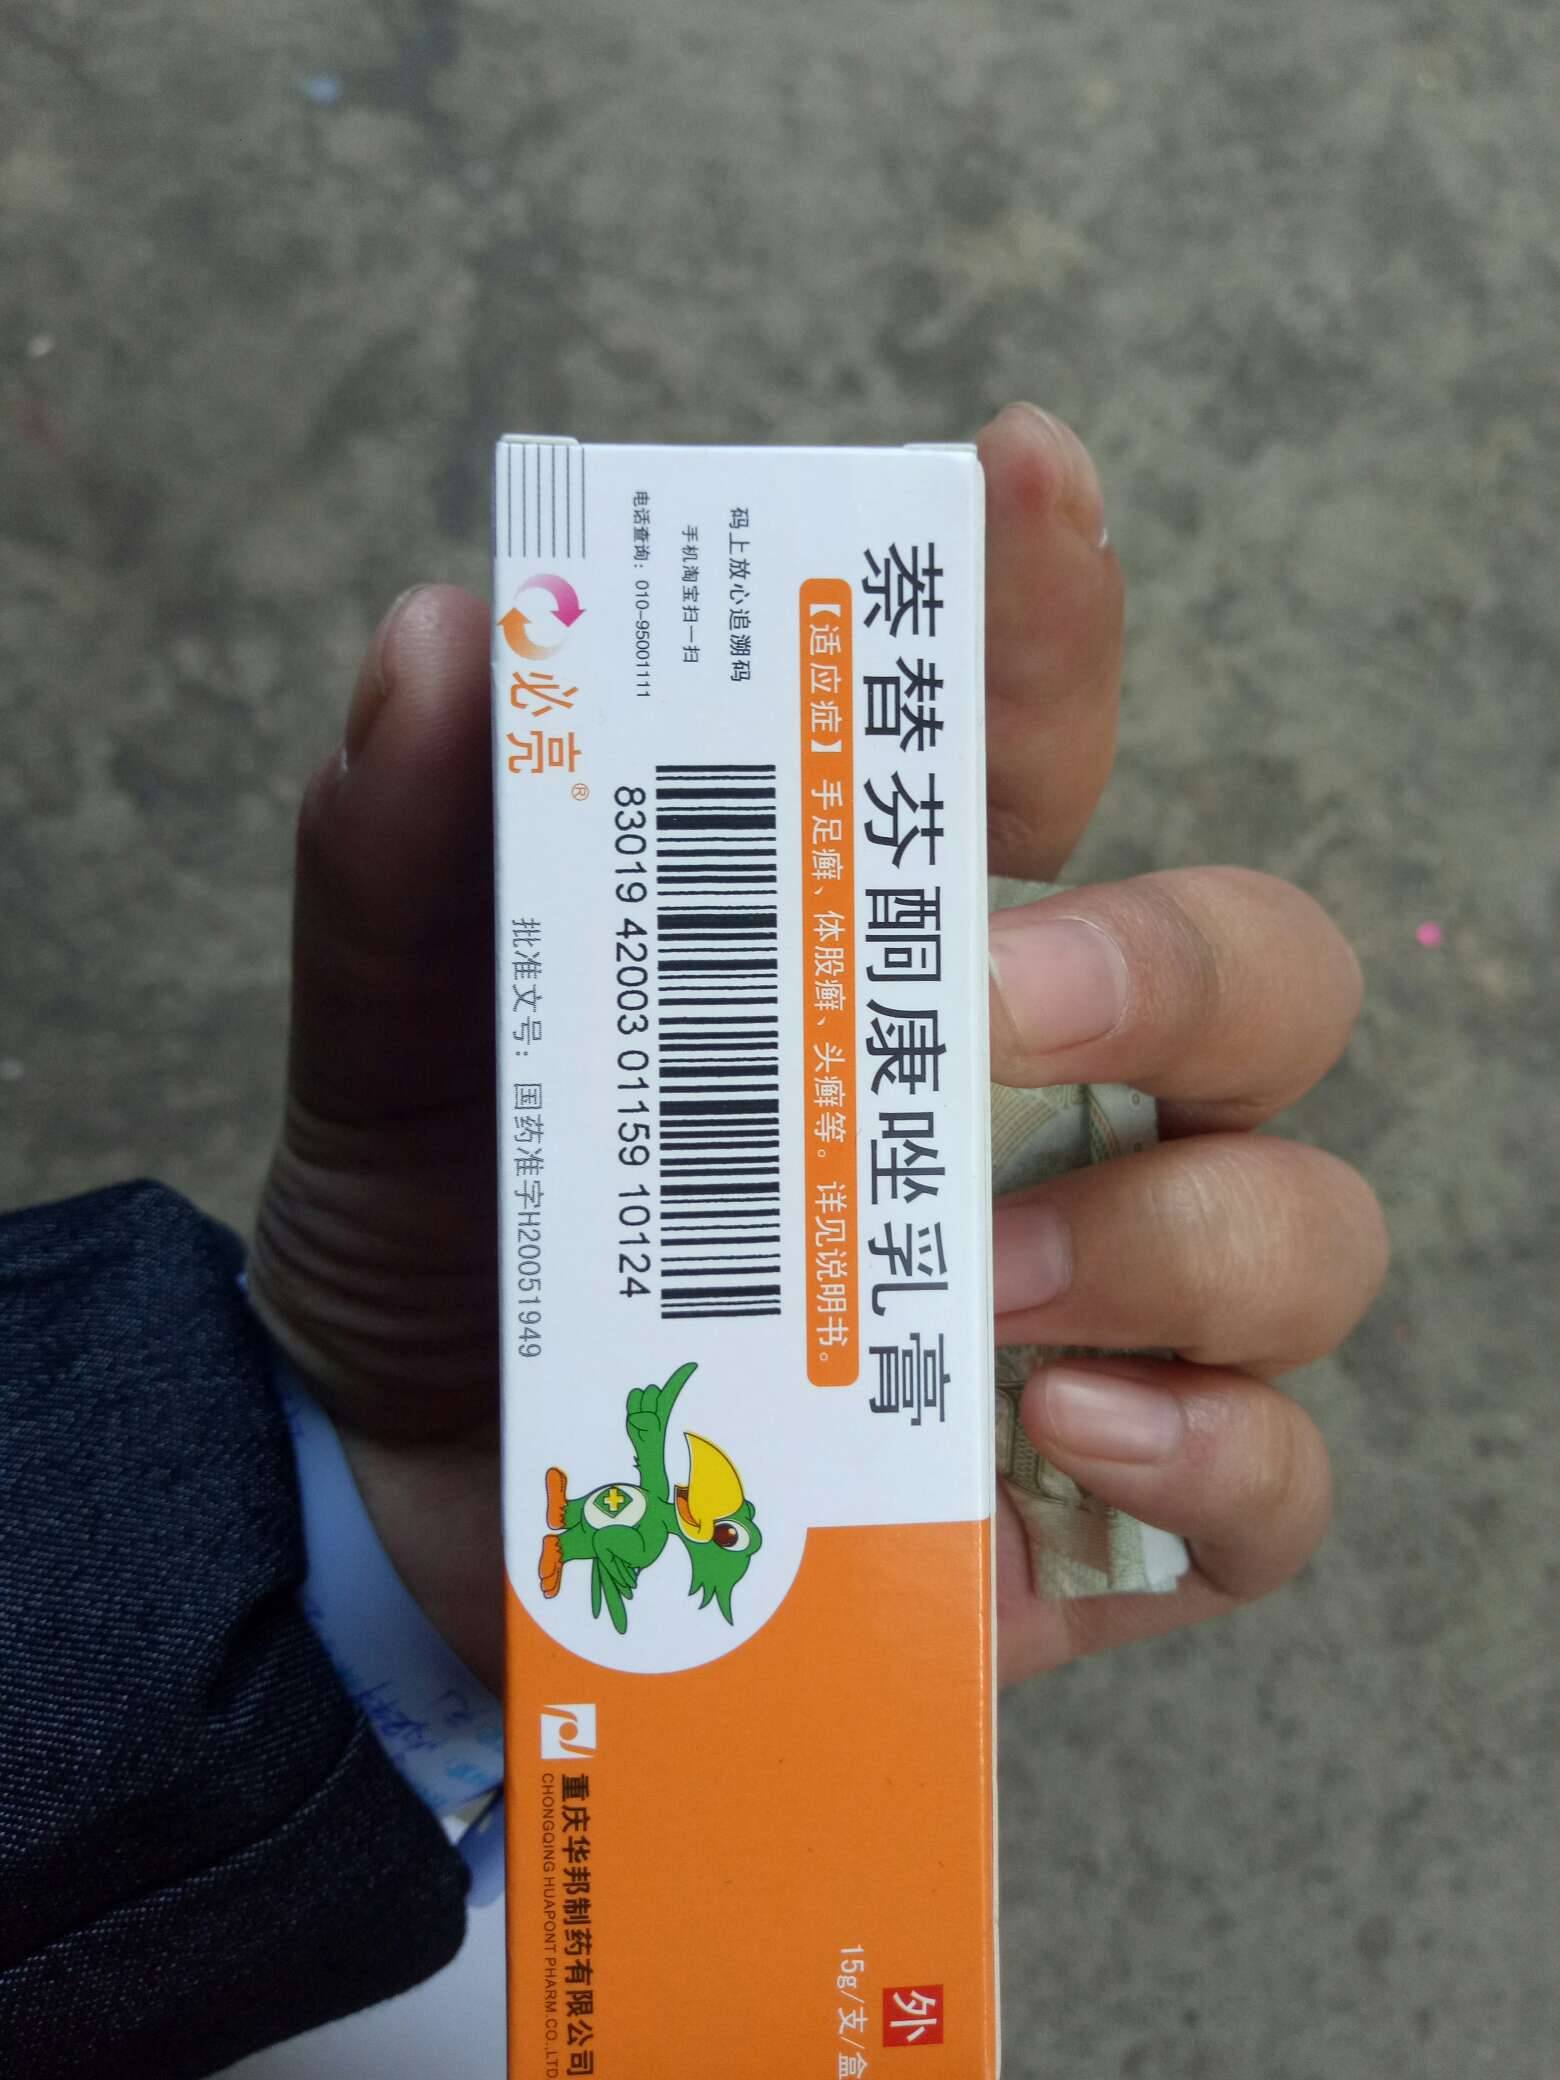 萘替芬酮康唑乳膏
【适应症】手足癣、体股癣、头癣等。详见说明书。
码上放心追溯码
手机淘宝扫一扫
电话查询：010-95001111
83019 42003 01159 10124
必亮®
批准文号：国药准字H20051949
外
15g/支/盒
重庆华邦制药有限公司
CHONGQING HUAPONT PHARM.CO.,LTD